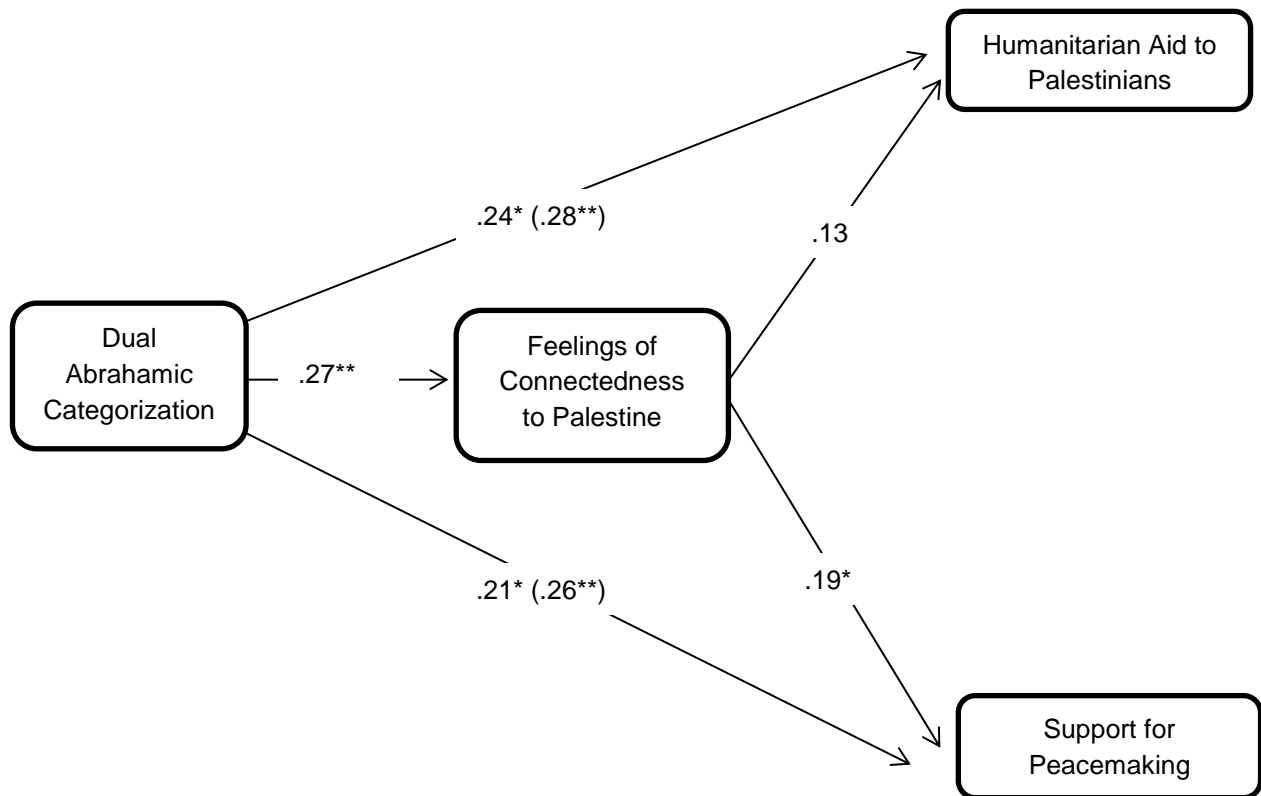 Humanitarian Aid to
Palestinians
.24* (.28**)
.13
Dual
Abrahamic
Categorization
.27**
Feelings of
Connectedness
to Palestine
.21* (.26**)
.19*
Support for
Peacemaking